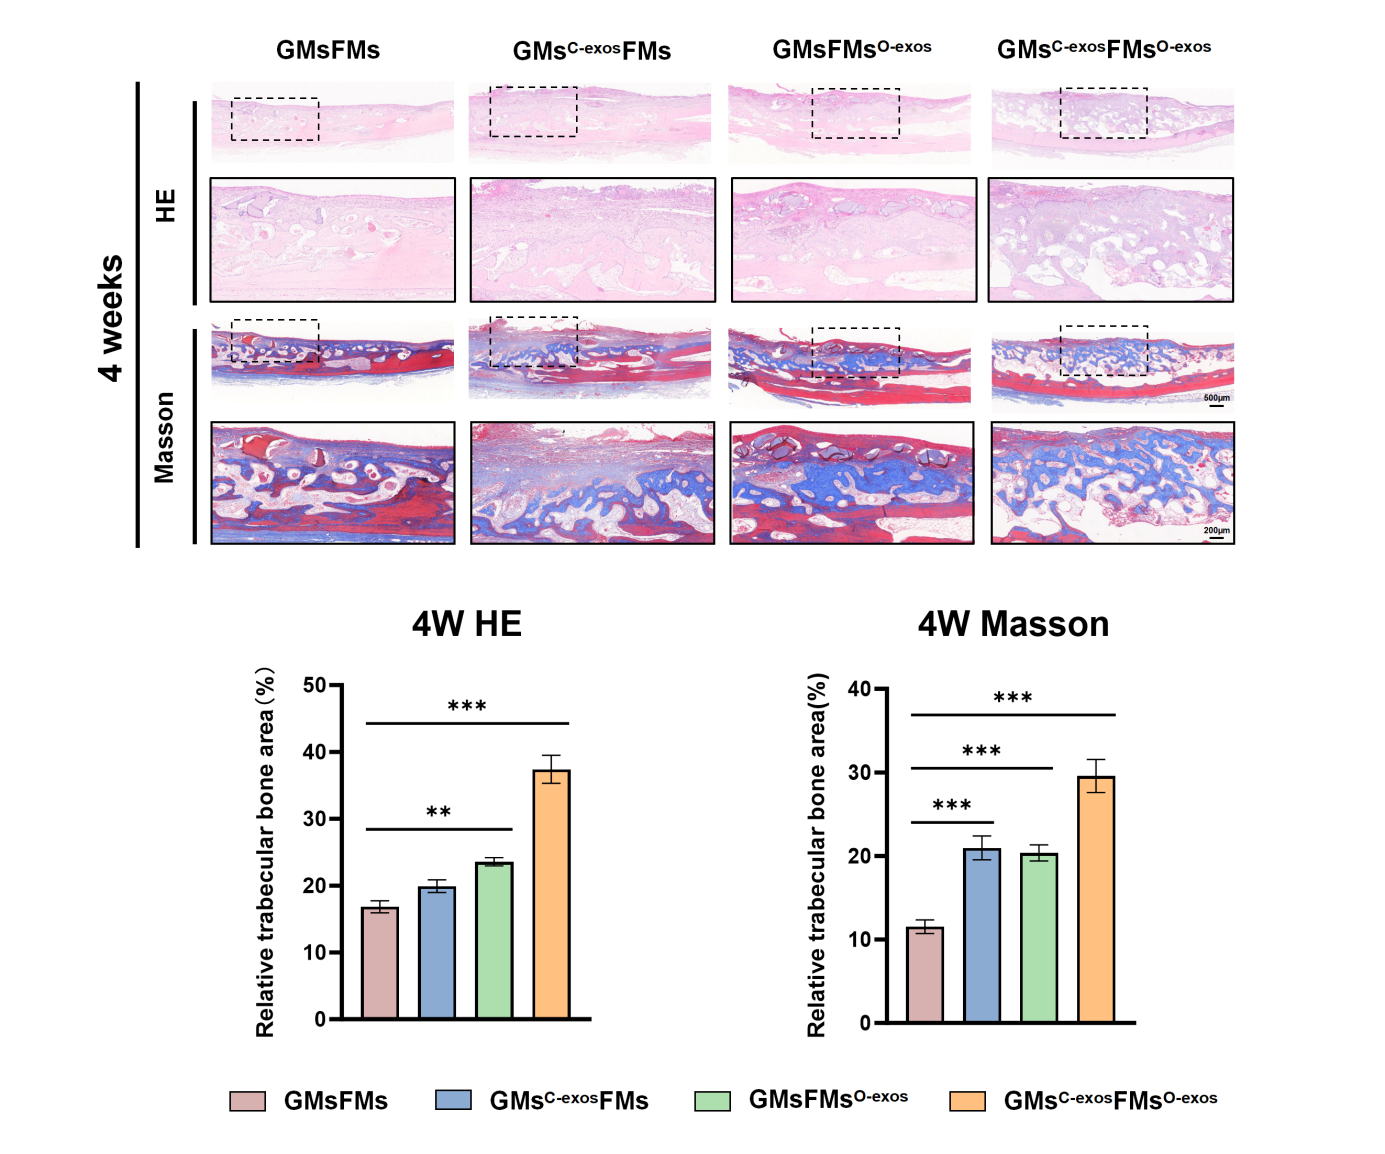 GMsFMs
GMsC-exosFMs
GMsFMsO-exos
GMsC-exosFMsO-exos
4 weeks
HE
Masson
500μm
200μm
4W HE
Relative trabecular bone area(%)
50
40
30
20
10
0
***
**
4W Masson
Relative trabecular bone area(%)
40
30
20
10
0
***
***
***
GMsFMs
GMsC-exosFMs
GMsFMsO-exos
GMsC-exosFMsO-exos